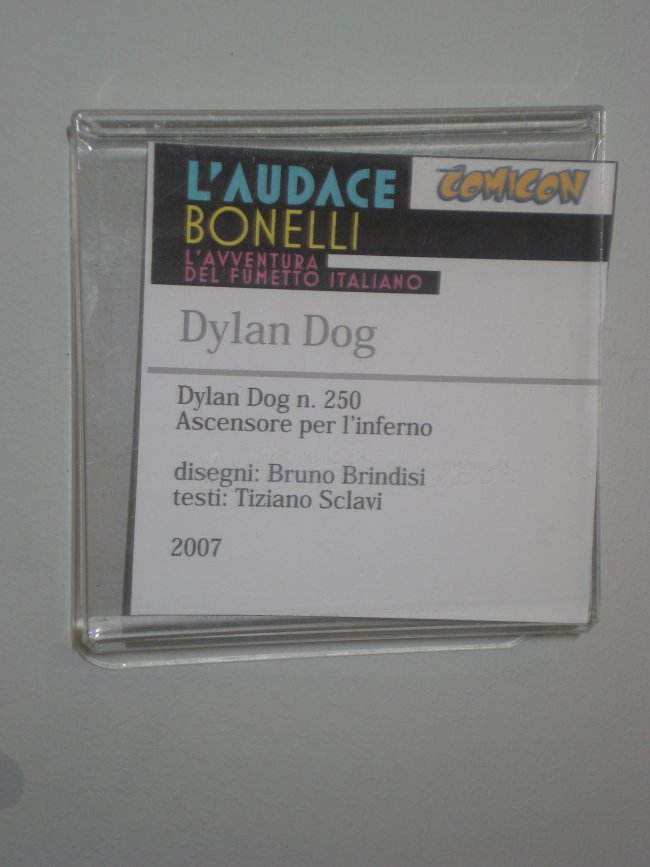 L'AUDACE
BONELLI
L'AVVENTURA
DEL FUMETTO ITALIANO
COMICON
Dylan Dog
Dylan Dog n. 250
Ascensore per l'inferno
disegni: Bruno Brindisi
testi: Tiziano Sclavi
2007